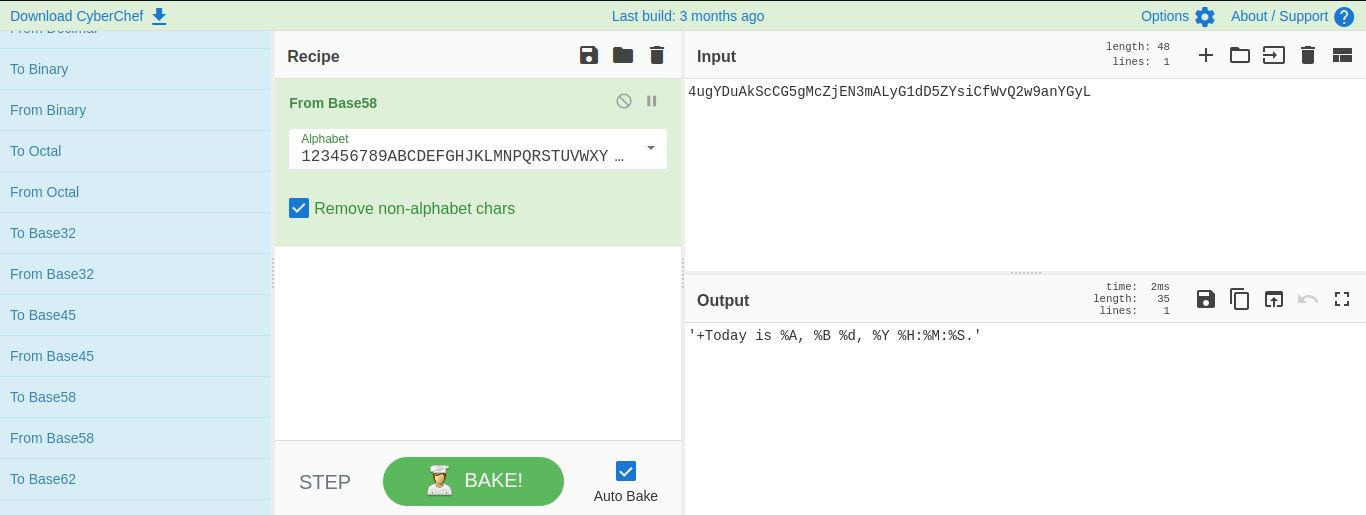 Download CyberChef
Last build: 3 months ago
Options
About / Support
From Decimal
To Binary
From Binary
To Octal
From Octal
To Base32
From Base32
To Base45
From Base45
To Base58
From Base58
To Base62
Recipe
From Base58
Alphabet
123456789ABCDEFGHJKLMNPQRSTUVWXY …
Remove non-alphabet chars
STEP
BAKE!
Auto Bake
Input
length: 48
lines: 1
4ugYDuAkScCG5gMcZjEN3mALyG1dD5ZYsiCfWvQ2w9anYGyL
Output
time: 2ms
length: 35
lines: 1
'+Today is %A, %B %d, %Y %H:%M:%S.'